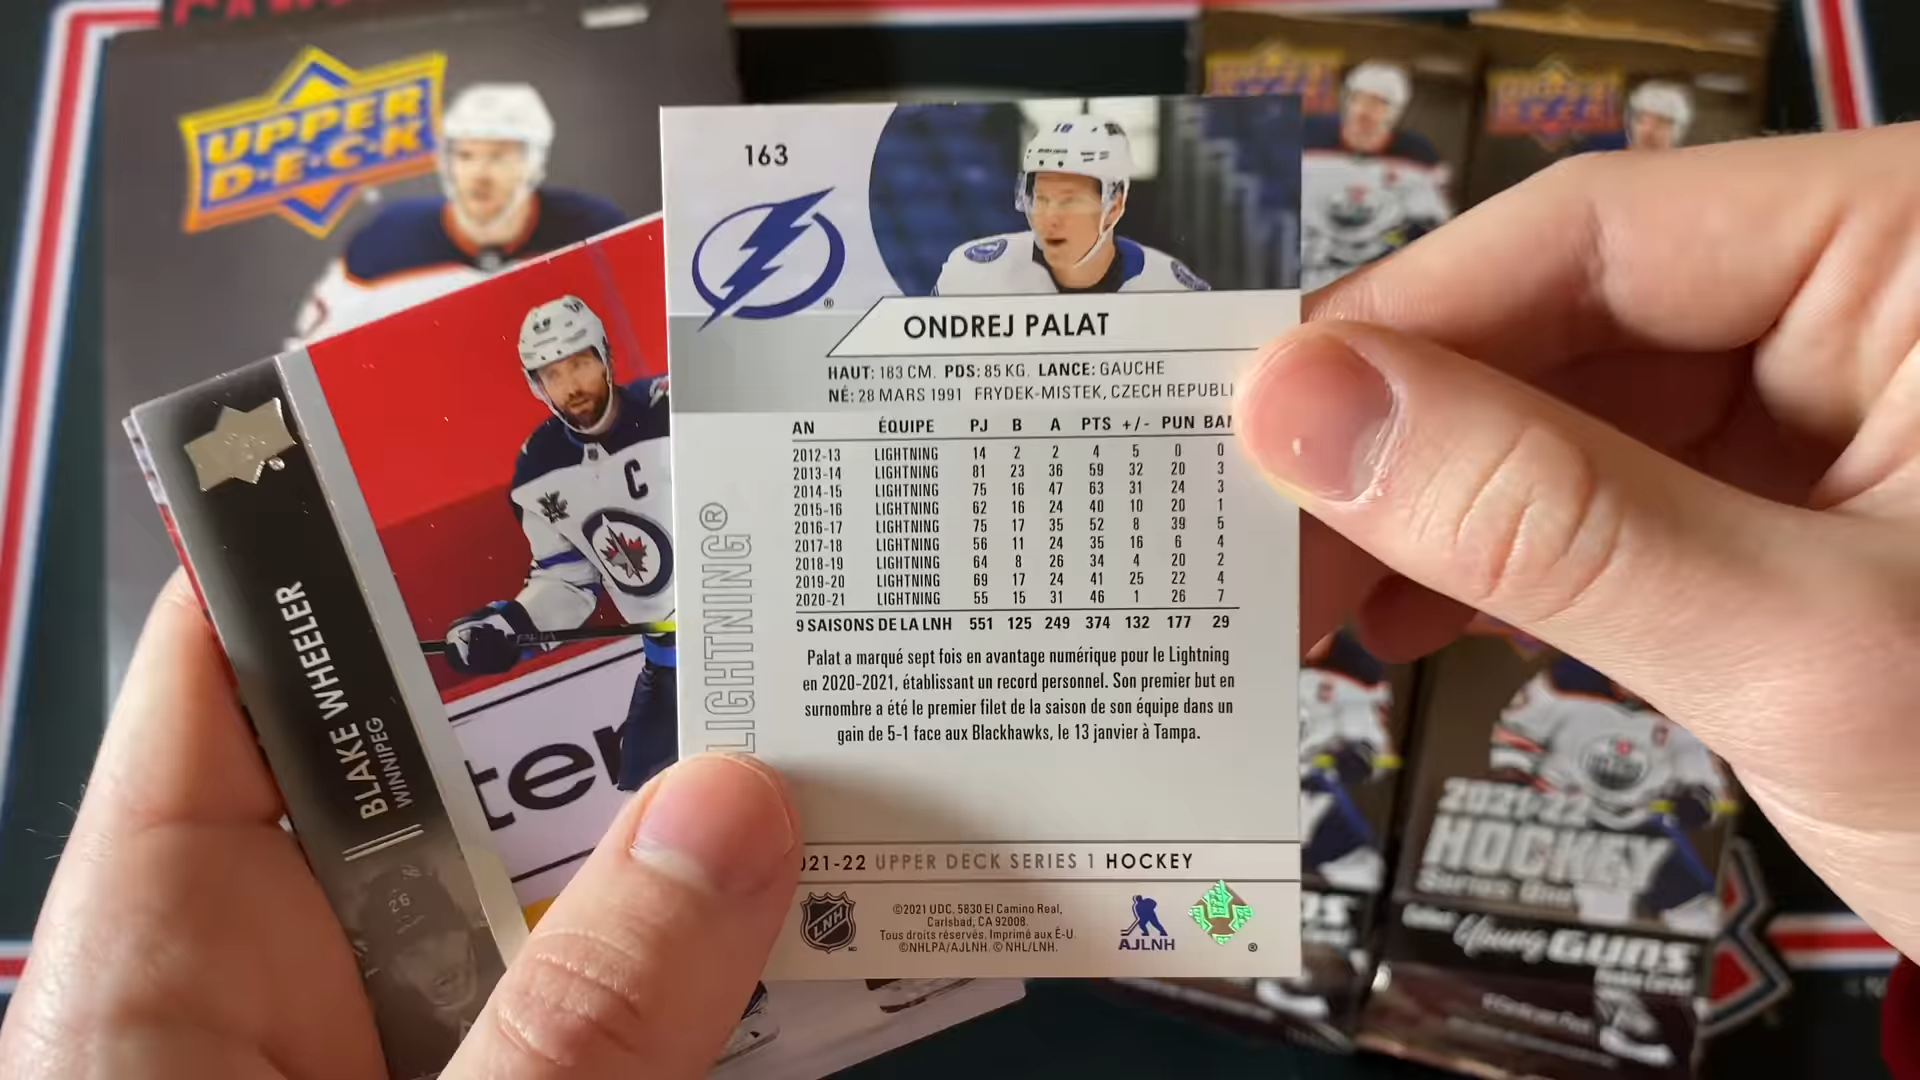 UPPER
D·E·C·K
163
ONDREJ PALAT
HAUT: 183 CM. PDS: 85 KG. LANCE: GAUCHE
NÉ: 28 MARS 1991 FRYDEK-MISTEK, CZECH REPUBLI
AN ÉQUIPE PJ B A PTS +/- PUN BAN
2012-13 LIGHTNING 14 2 2 4 5 0 0
2013-14 LIGHTNING 81 23 36 59 32 20 3
2014-15 LIGHTNING 75 16 47 63 31 24 3
2015-16 LIGHTNING 62 16 24 40 10 20 1
2016-17 LIGHTNING 75 17 35 52 8 39 5
2017-18 LIGHTNING 56 11 24 35 16 6 4
2018-19 LIGHTNING 64 8 26 34 4 20 2
2019-20 LIGHTNING 69 17 24 41 25 22 4
2020-21 LIGHTNING 55 15 31 46 1 26 7
9 SAISONS DE LA LNH 551 125 249 374 132 177 29
Palat a marqué sept fois en avantage numérique pour le Lightning
en 2020-2021, établissant un record personnel. Son premier but en
surnombre a été le premier filet de la saison de son équipe dans un
gain de 5-1 face aux Blackhawks, le 13 janvier à Tampa.
LIGHTNING®
021-22 UPPER DECK SERIES 1 HOCKEY
LNH
©2021 UDC. 5830 El Camino Real,
Carlsbad, CA 92008.
Tous droits réservés. Imprimé aux É-U.
©NHLPA/AJLNH. © NHL/LNH.
AJLNH
BLAKE WHEELER
WINNIPEG
26
C
ter
2021-22
HOCKEY
Series One
Young GUNS